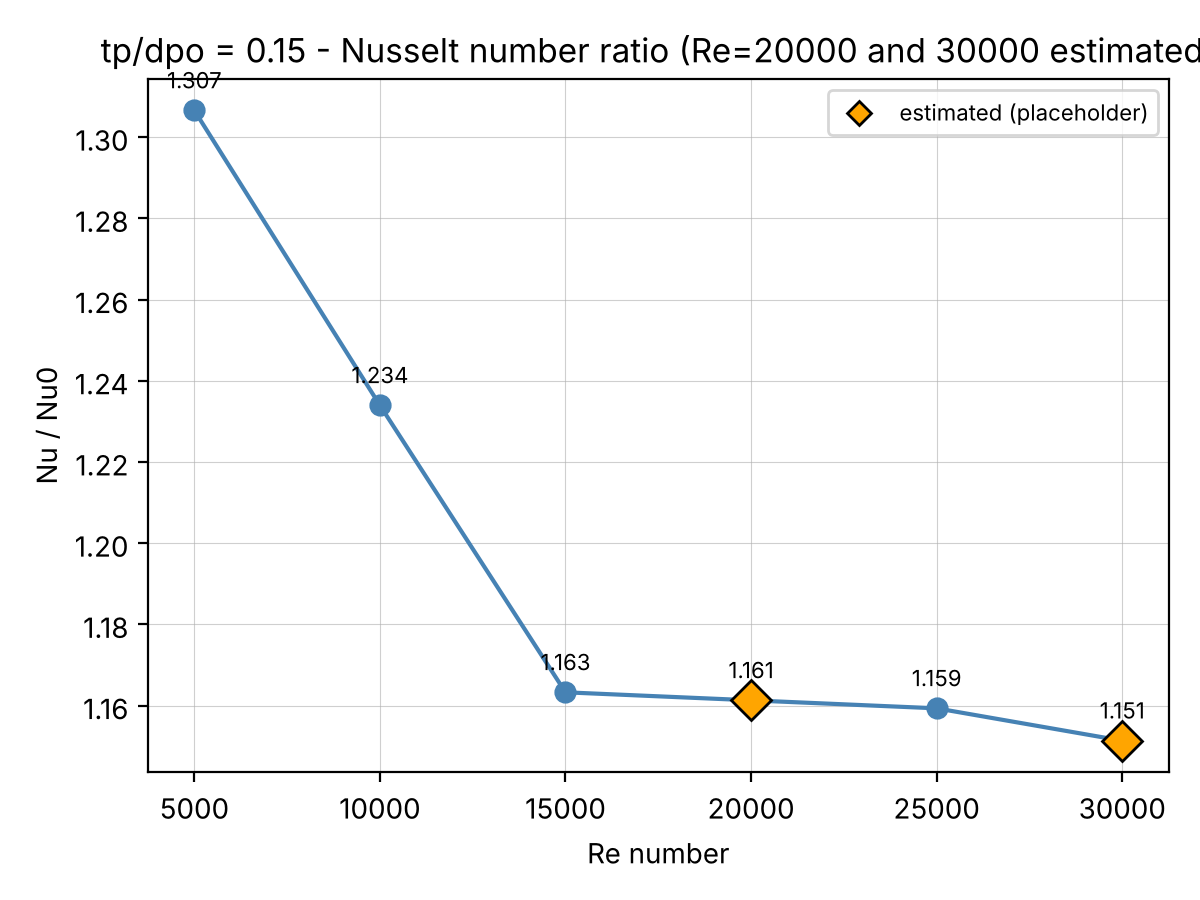 tp/dpo = 0.15 - Nusselt number ratio (Re=20000 and 30000 estimated
1.307
estimated (placeholder)
1.30
1.28
1.26
1.24
1.234
1.22
1.20
1.18
1.163
1.161
1.159
1.16
1.151
Nu / Nu0
5000 10000 15000 20000 25000 30000
Re number